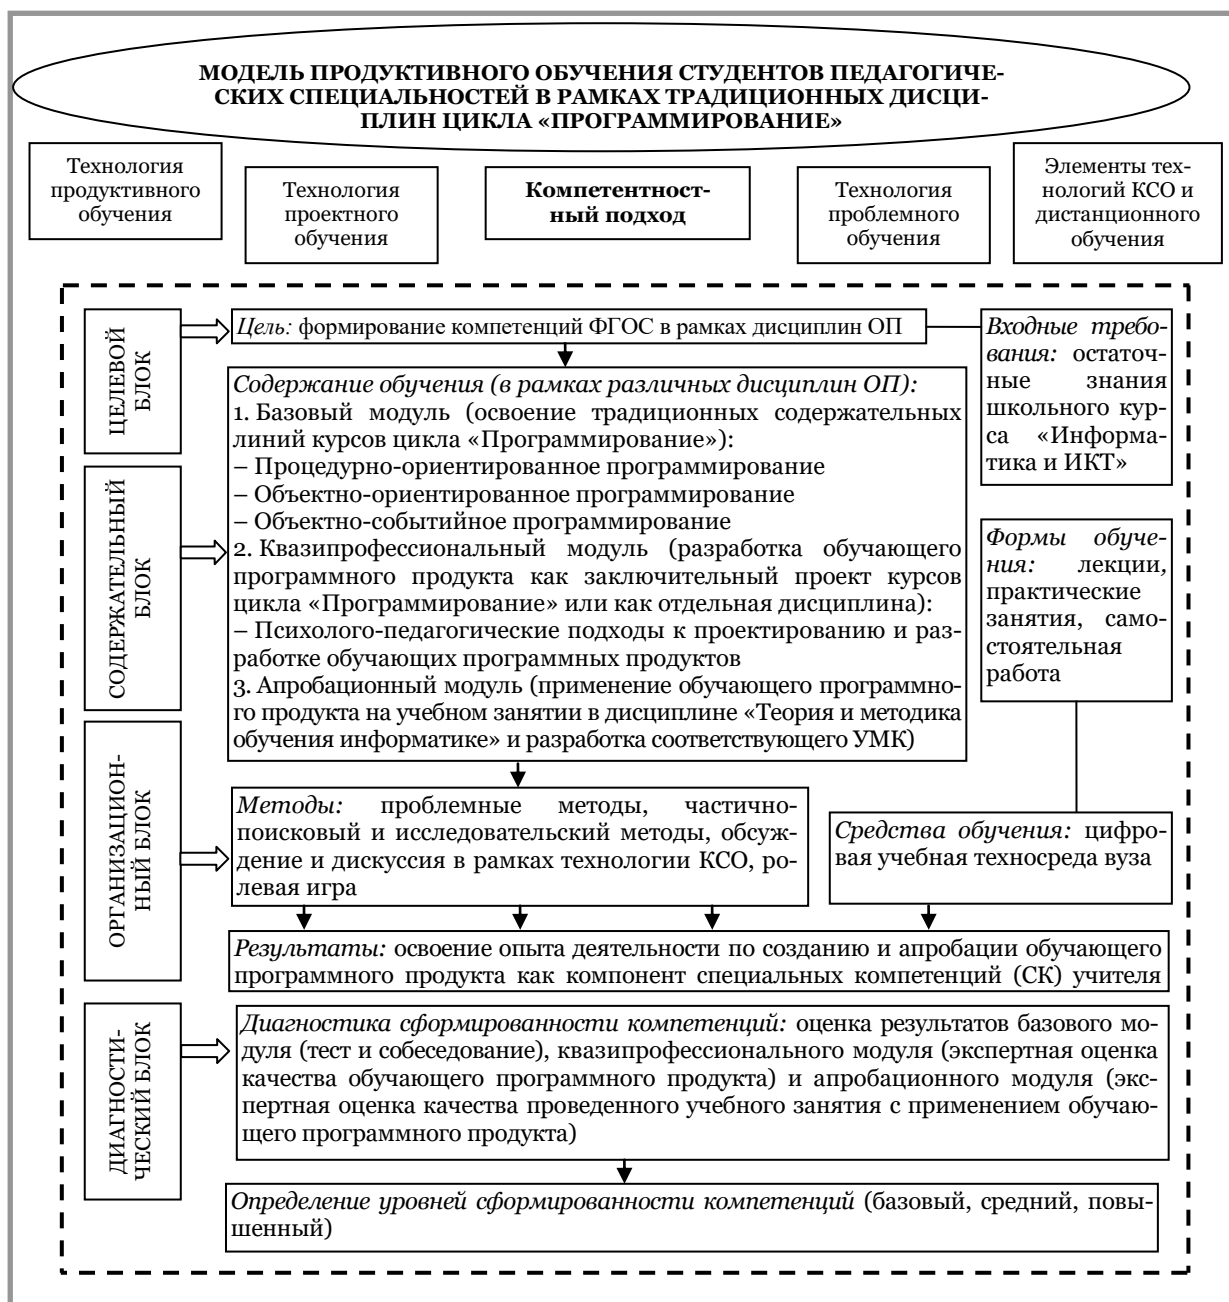 МОДЕЛЬ ПРОДУКТИВНОГО ОБУЧЕНИЯ СТУДЕНТОВ ПЕДАГОГИЧЕ-
СКИХ СПЕЦИАЛЬНОСТЕЙ В РАМКАХ ТРАДИЦИОННЫХ ДИСЦИ-
ПЛИН ЦИКЛА «ПРОГРАММИРОВАНИЕ»
Технология
продуктивного
обучения
Технология
проектного
обучения
Компетентност-
ный подход
Технология
проблемного
обучения
Элементы тех-
нологий КСО и
дистанционного
обучения
ЦЕЛЕВОЙ
БЛОК
Цель: формирование компетенций ФГОС в рамках дисциплин ОП
Входные требо-
вания: остаточ-
ные знания
школьного кур-
са «Информа-
тика и ИКТ»
СОДЕРЖАТЕЛЬНЫЙ
БЛОК
Содержание обучения (в рамках различных дисциплин ОП):
1. Базовый модуль (освоение традиционных содержательных
линий курсов цикла «Программирование»):
– Процедурно-ориентированное программирование
– Объектно-ориентированное программирование
– Объектно-событийное программирование
2. Квазипрофессиональный модуль (разработка обучающего
программного продукта как заключительный проект курсов
цикла «Программирование» или как отдельная дисциплина):
– Психолого-педагогические подходы к проектированию и раз-
работке обучающих программных продуктов
3. Апробационный модуль (применение обучающего программно-
го продукта на учебном занятии в дисциплине «Теория и методика
обучения информатике» и разработка соответствующего УМК)
Формы обуче-
ния: лекции,
практические
занятия, само-
стоятельная
работа
ОРГАНИЗАЦИОН-
НЫЙ БЛОК
Методы: проблемные методы, частично-
поисковый и исследовательский методы, обсуж-
дение и дискуссия в рамках технологии КСО, ро-
левая игра
Средства обучения: цифро-
вая учебная техносреда вуза
Результаты: освоение опыта деятельности по созданию и апробации обучающего
программного продукта как компонент специальных компетенций (СК) учителя
ДИАГНОСТИ-
ЧЕСКИЙ БЛОК
Диагностика сформированности компетенций: оценка результатов базового мо-
дуля (тест и собеседование), квазипрофессионального модуля (экспертная оценка
качества обучающего программного продукта) и апробационного модуля (экс-
пертная оценка качества проведенного учебного занятия с применением обучаю-
щего программного продукта)
Определение уровней сформированности компетенций (базовый, средний, повы-
шенный)